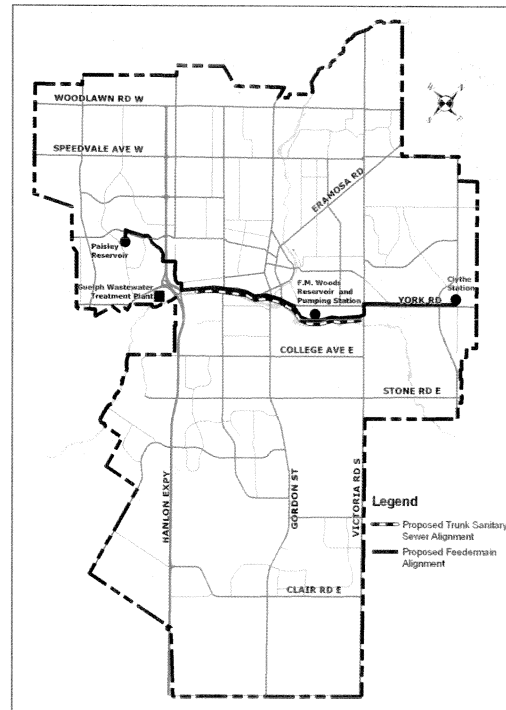 WOODLAWN RD W
SPEEDVALE AVE W
ERAMOSA RD
Paisley
Reservoir
Guelph Wastewater
Treatment Plant
F.M. Woods
Reservoir and
Pumping Station
Clythe
Station
YORK RD
COLLEGE AVE E
STONE RD E
HANLON EXPY
GORDON ST
VICTORIA RD S
Legend
Proposed Trunk Sanitary
Sewer Alignment
Proposed Feedermain
Alignment
CLAIR RD E